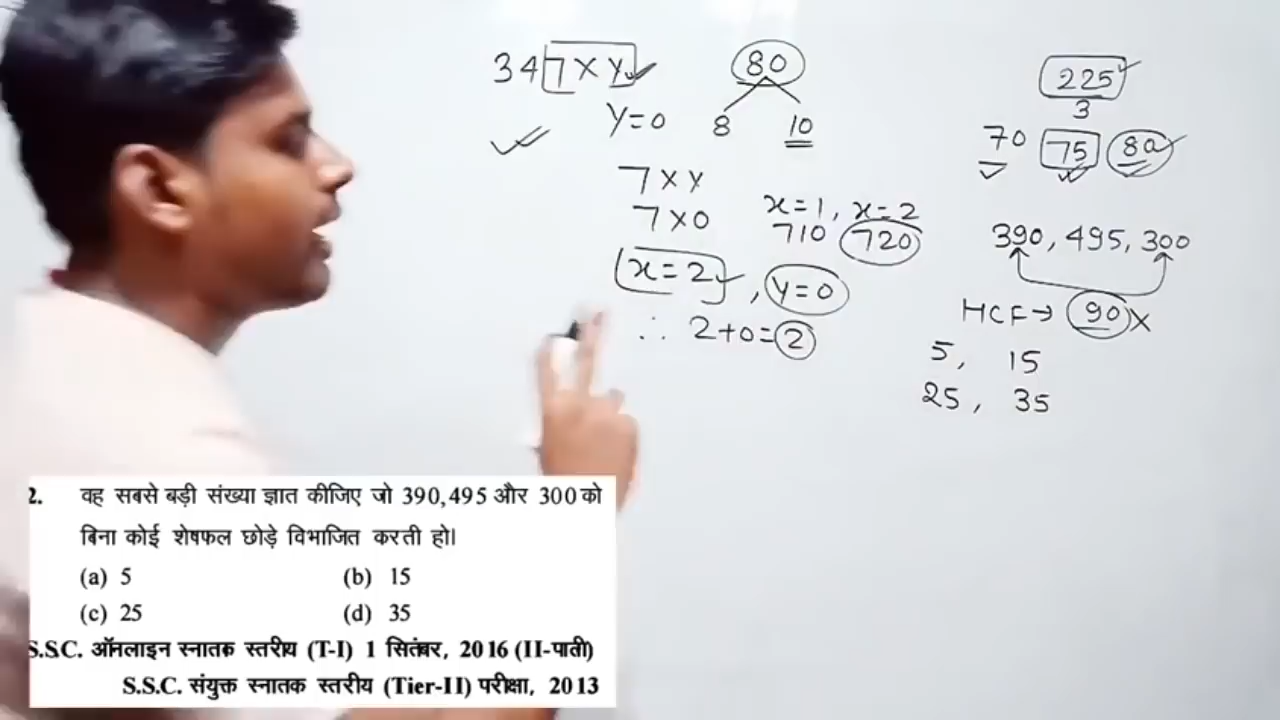 347XY
Y=0
80
8 10
7XY
7X0
x=1, x=2
710 720
x=2, y=0
∴ 2+0=2
225
3
70 75 80
390, 495, 300
HCF→ 90 X
5, 15
25, 35
2. वह सबसे बड़ी संख्या ज्ञात कीजिए जो 390,495 और 300 को
बिना कोई शेषफल छोड़े विभाजित करती हो।
(a) 5 (b) 15
(c) 25 (d) 35
S.S.C. ऑनलाइन स्नातक स्तरीय (T-I) 1 सितंबर, 2016 (II-पाली)
S.S.C. संयुक्त स्नातक स्तरीय (Tier-II) परीक्षा, 2013